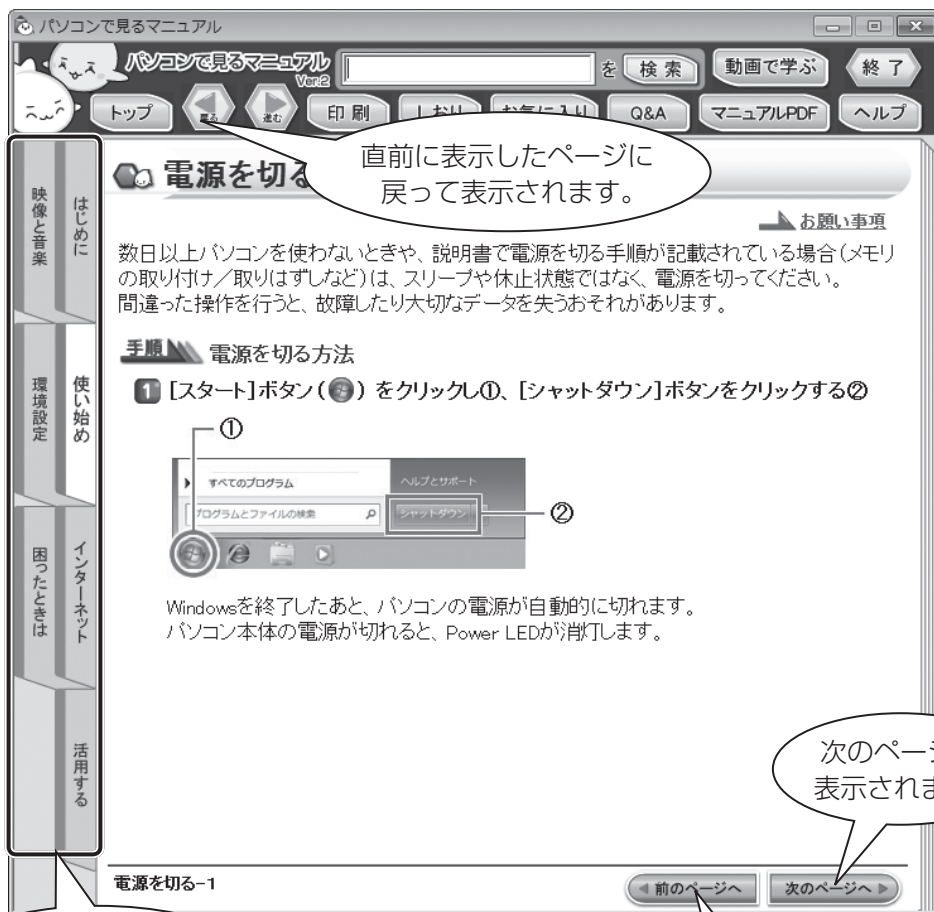 パソコンで見るマニュアル
パソコンで見るマニュアル
Ver.2
を 検索 動画で学ぶ 終了
トップ 戻る 進む 印刷 しおり お気に入り Q&A マニュアルPDF ヘルプ
直前に表示したページに
戻って表示されます。
電源を切る
お願い事項
数日以上パソコンを使わないときや、説明書で電源を切る手順が記載されている場合(メモリ
の取り付け/取りはずしなど)は、スリープや休止状態ではなく、電源を切ってください。
間違った操作を行うと、故障したり大切なデータを失うおそれがあります。
手順 電源を切る方法
1 [スタート]ボタン( ) をクリックし①、[シャットダウン]ボタンをクリックする②
①
すべてのプログラム ヘルプとサポート
プログラムとファイルの検索 シャットダウン
②
Windowsを終了したあと、パソコンの電源が自動的に切れます。
パソコン本体の電源が切れると、Power LEDが消灯します。
はじめに
使い始め
インターネット
活用する
映像と音楽
環境設定
困ったときは
次のページ
表示されま
電源を切る-1
前のページへ 次のページへ